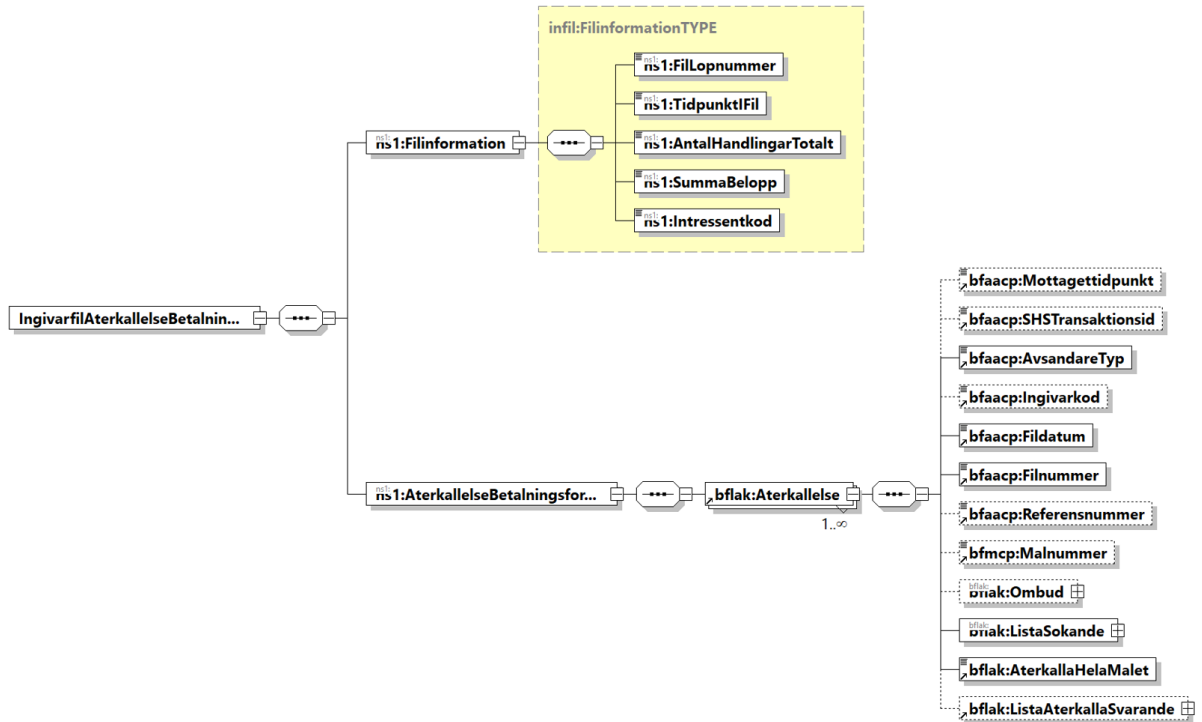 infil:FilinformationTYPE
ns1:FilLopnummer
ns1:TidpunktIFil
ns1:Filinformation
ns1:AntalHandlingarTotalt
ns1:SummaBelopp
ns1:Intressentkod
IngivarfilAterkallelseBetalnin...
ns1:AterkallelseBetalningsfor...
bflak:Aterkallelse
1..∞
bfaacp:Mottagettidpunkt
bfaacp:SHSTransaktionsid
bfaacp:AvsandareTyp
bfaacp:Ingivarkod
bfaacp:Fildatum
bfaacp:Filnummer
bfaacp:Referensnummer
bfmcp:Malnummer
bflak:Ombud
bflak:ListaSokande
bflak:AterkallaHelaMalet
bflak:ListaAterkallaSvarande